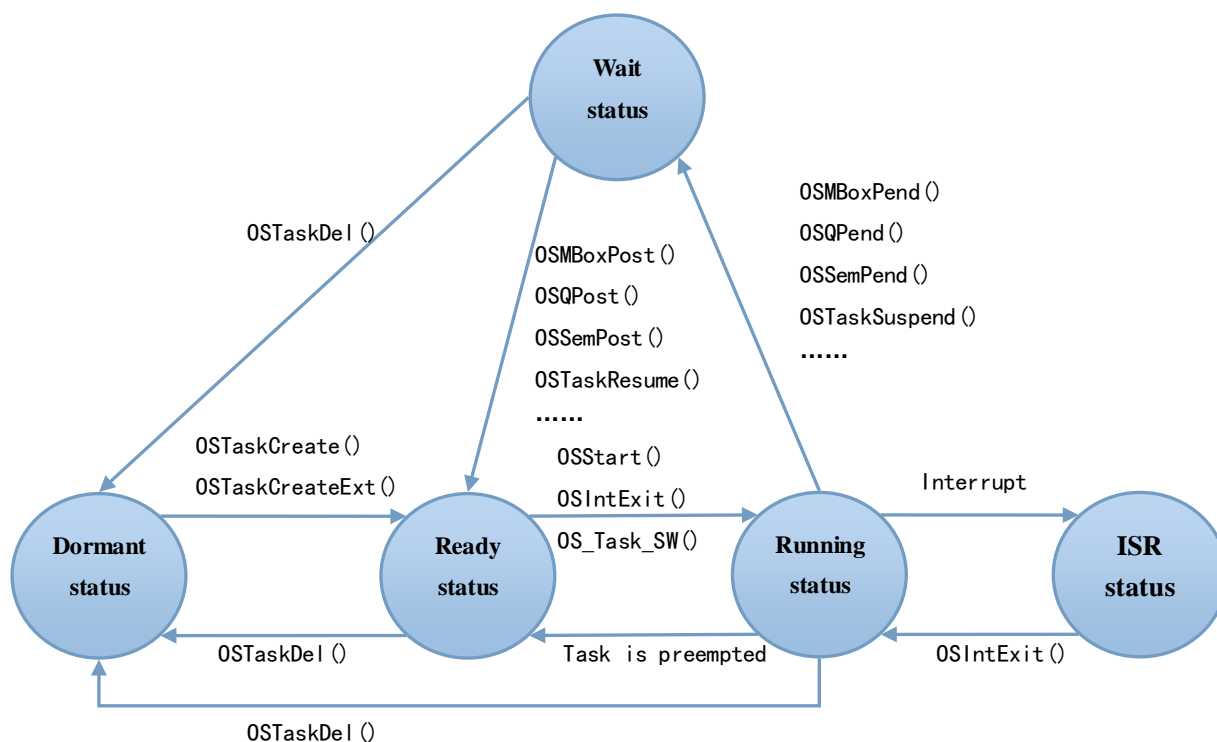 Wait
status
OSTaskDel()
OSMBoxPost()
OSQPost()
OSSemPost()
OSTaskResume()
……
OSMBoxPend()
OSQPend()
OSSemPend()
OSTaskSuspend()
……
OSTaskCreate()
OSTaskCreateExt()
OSStart()
OSIntExit()
OS_Task_SW()
Interrupt
Dormant
status
Ready
status
Running
status
ISR
status
OSTaskDel()
Task is preempted
OSIntExit()
OSTaskDel()